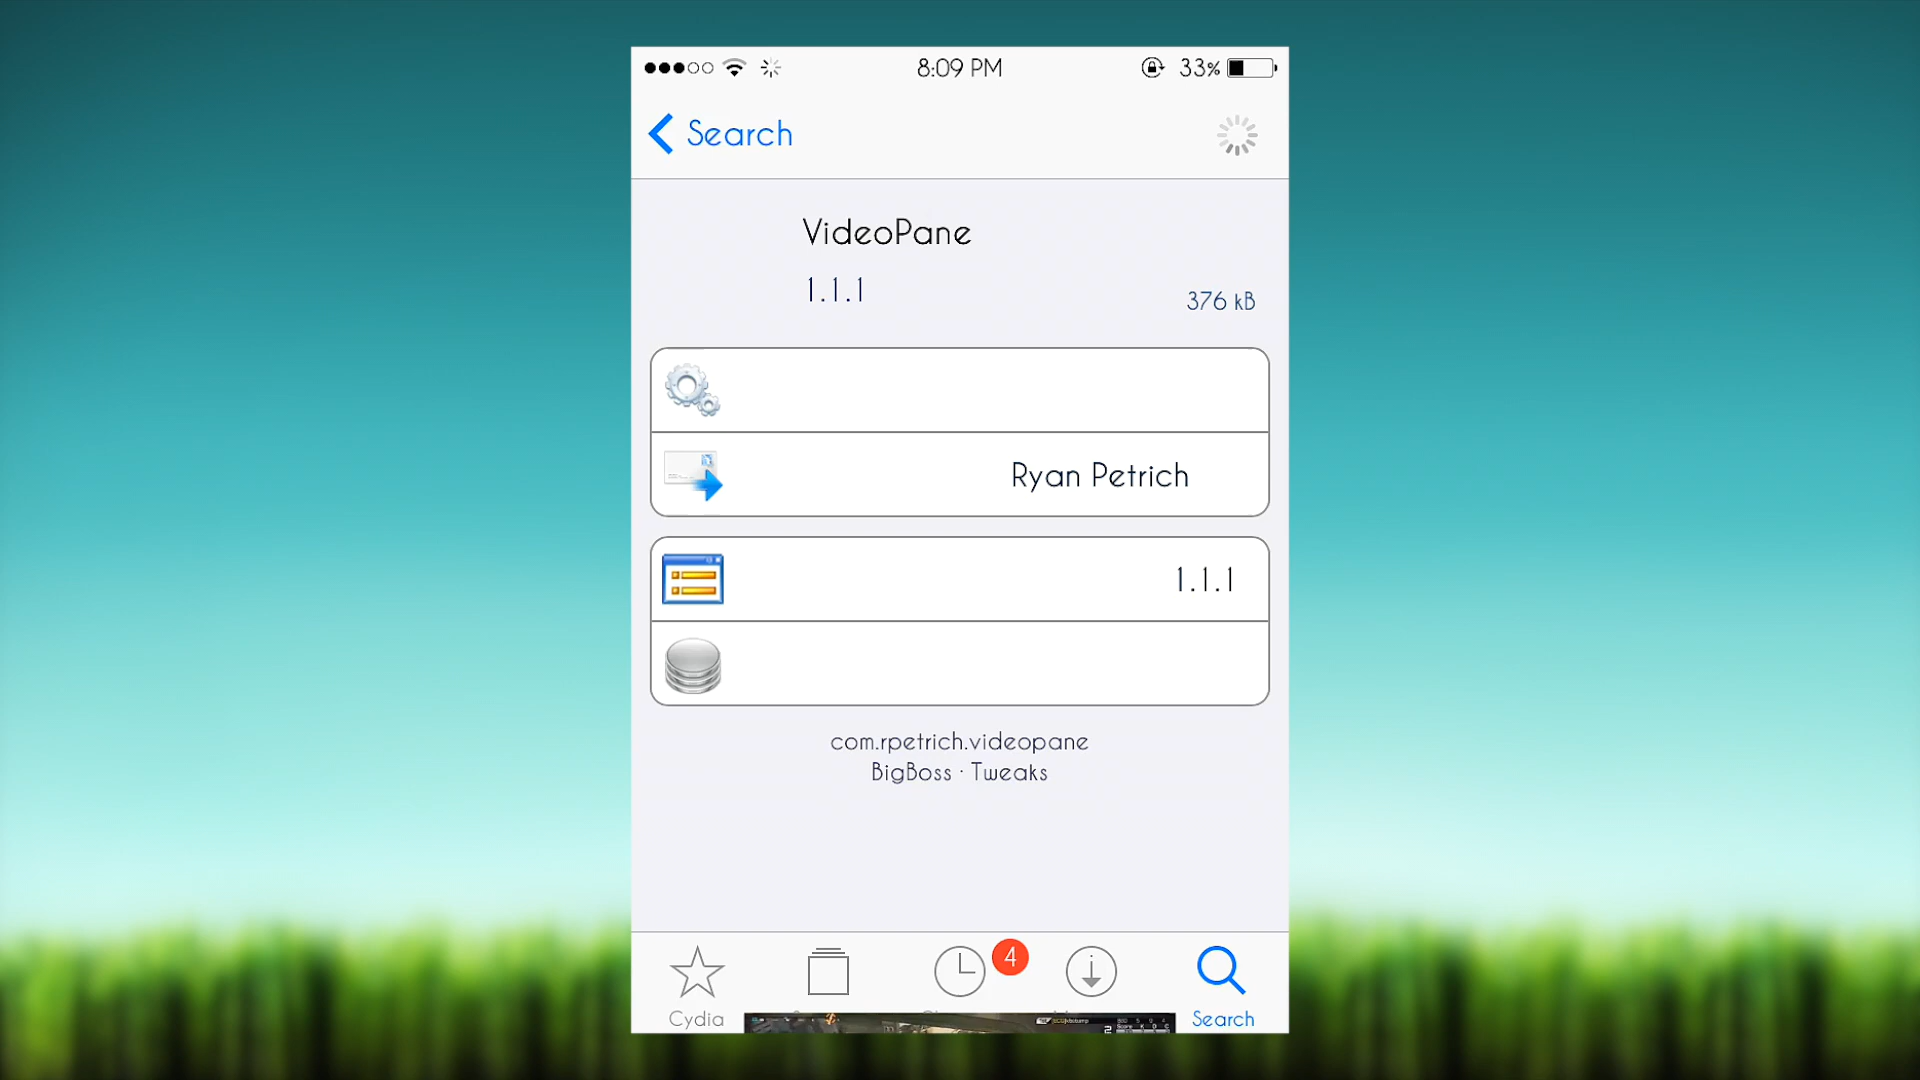 8:09 PM
33%
Search
VideoPane
1.1.1
376 kB
Ryan Petrich
1.1.1
com.rpetrich.videopane
BigBoss · Tweaks
4
Cydia
Search